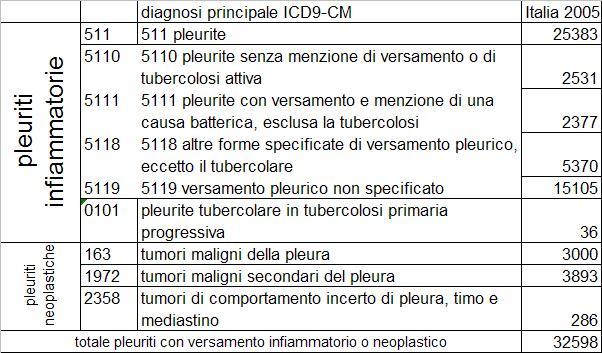 diagnosi principale ICD9-CM Italia 2005
pleuriti
infiammatorie
511 511 pleurite 25383
5110 5110 pleurite senza menzione di versamento o di
tubercolosi attiva 2531
5111 5111 pleurite con versamento e menzione di una
causa batterica, esclusa la tubercolosi 2377
5118 5118 altre forme specificate di versamento pleurico,
eccetto il tubercolare 5370
5119 5119 versamento pleurico non specificato 15105
0101 pleurite tubercolare in tubercolosi primaria
progressiva 36
pleuriti
neoplastiche
163 tumori maligni della pleura 3000
1972 tumori maligni secondari del pleura 3893
2358 tumori di comportamento incerto di pleura, timo e
mediastino 286
totale pleuriti con versamento infiammatorio o neoplastico 32598